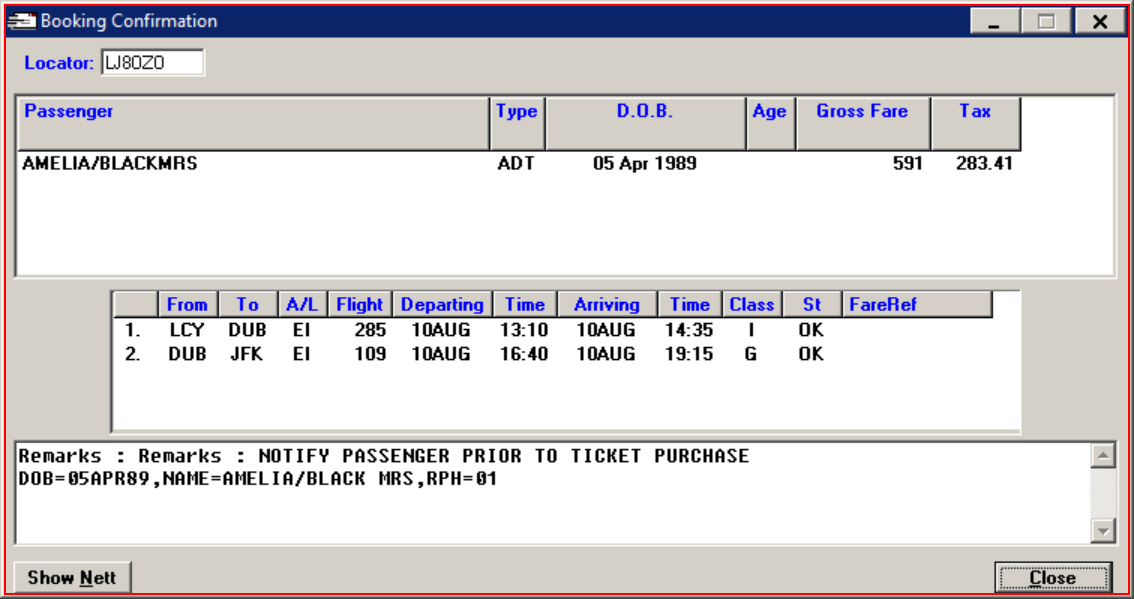 Booking Confirmation
Locator: LJ80Z0
Passenger Type D.O.B. Age Gross Fare Tax
AMELIA/BLACKMRS ADT 05 Apr 1989 591 283.41
From To A/L Flight Departing Time Arriving Time Class St FareRef
1. LCY DUB EI 285 10AUG 13:10 10AUG 14:35 I OK
2. DUB JFK EI 109 10AUG 16:40 10AUG 19:15 G OK
Remarks : Remarks : NOTIFY PASSENGER PRIOR TO TICKET PURCHASE
DOB=05APR89,NAME=AMELIA/BLACK MRS,RPH=01
Show Nett Close